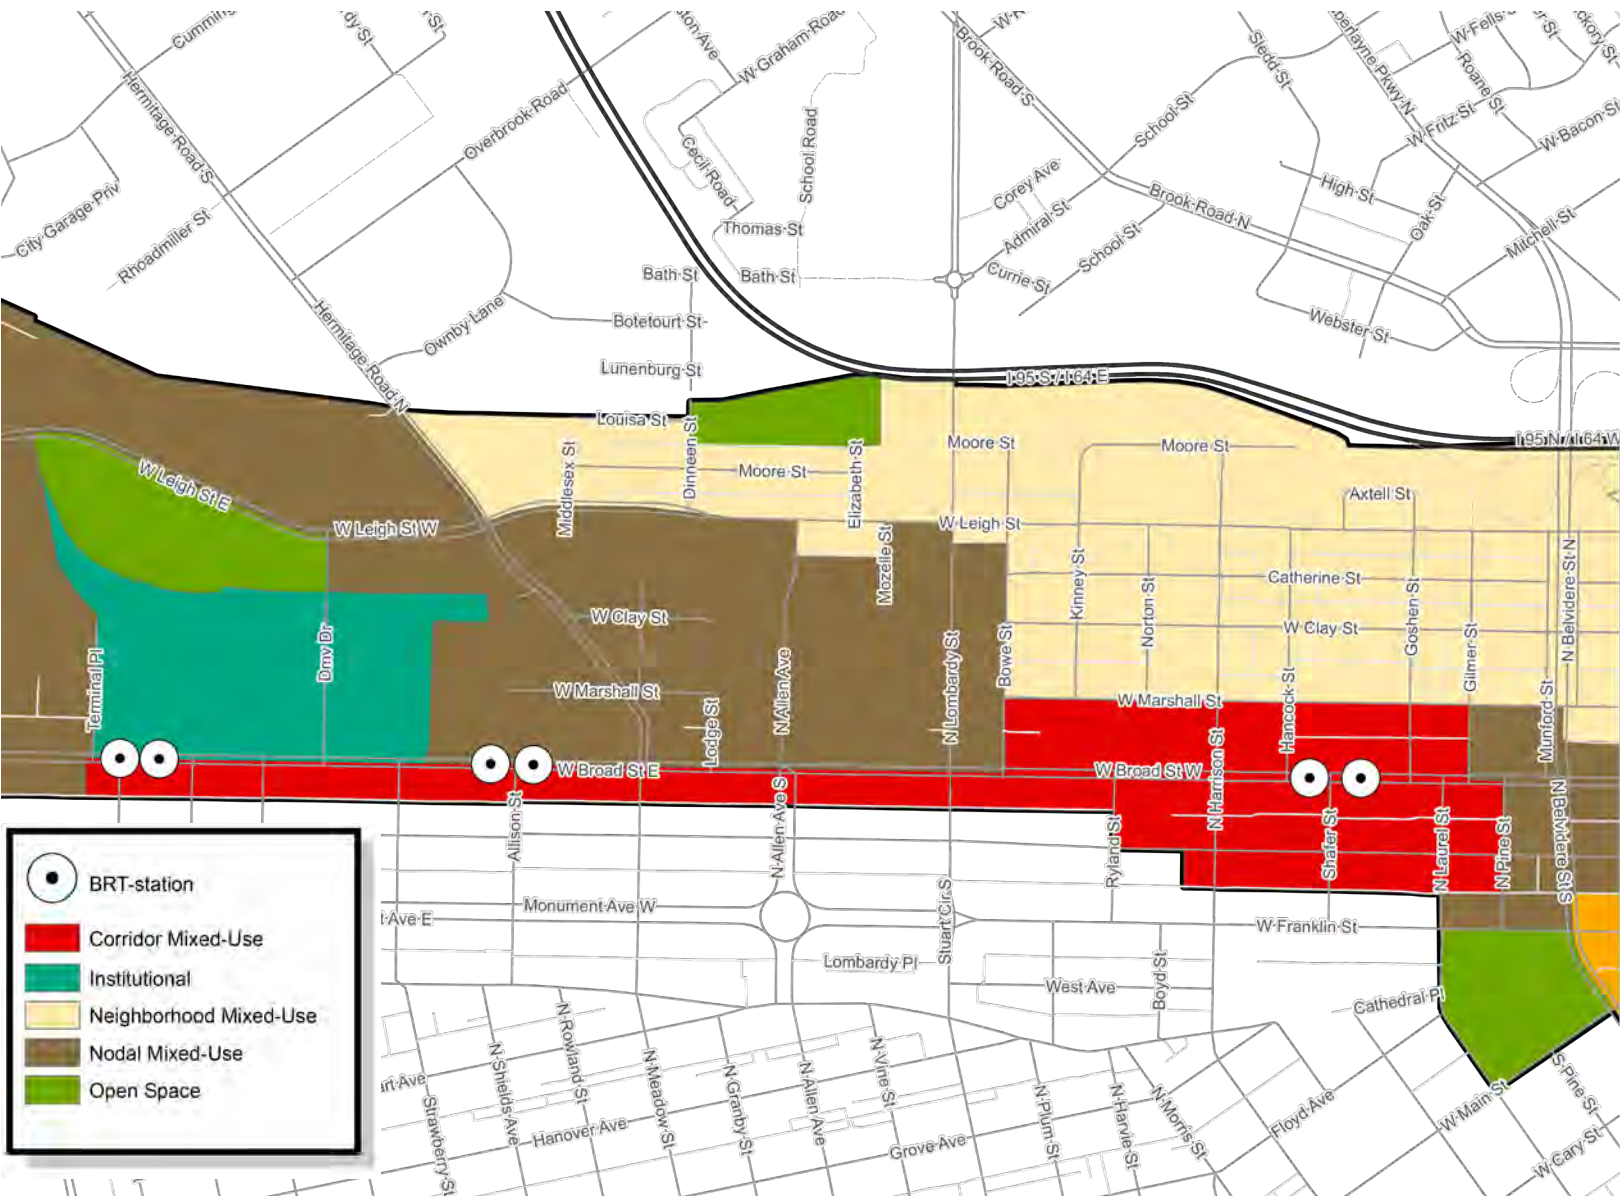 Hermitage Road S
Overbrook Road
W Graham Road
School Road
Cecil Road
Brook Road S
Sledd St
School St
W Fritz St
Roane St
W Bacon St
City Garage Priv
Rhoadmiller St
Thomas St
Bath St
Bath St
Corey Ave
Admiral St
School St
Currie St
Brook Road N
High St
Oak St
Mitchell St
Webster St
Hermitage Road N
Ownby Lane
Botetourt St
Lunenburg St
Louisa St
I 95 S / I 64 E
I 95 N / I 64 W
W Leigh St E
W Leigh St W
Middlesex St
Dinneen St
Moore St
Elizabeth St
Moore St
Moore St
Axtell St
W Leigh St
Mozelle St
Kinney St
Norton St
Catherine St
Goshen St
Gilmer St
N Belvidere St N
W Clay St
W Clay St
Terminal Pl
Dmv Dr
W Marshall St
Lodge St
N Allen Ave
N Lombardy St
Bowe St
W Marshall St
Hancock St
Munford St
W Broad St E
W Broad St W
N Harrison St
Allison St
N Allen Ave S
Ryland St
Shafer St
N Laurel St
N Pine St
N Belvidere St S
BRT-station
Corridor Mixed-Use
Institutional
Neighborhood Mixed-Use
Nodal Mixed-Use
Open Space
t Ave E
Monument Ave W
Stuart Cir S
W Franklin St
Lombardy Pl
West Ave
Boyd St
Cathedral Pl
art Ave
Strawberry St
N Shields Ave
N Rowland St
Hanover Ave
N Meadow St
N Granby St
N Allen Ave
N Vine St
Grove Ave
N Plum St
N Harvie St
N Morris St
Floyd Ave
W Main St
S Pine St
W Cary St